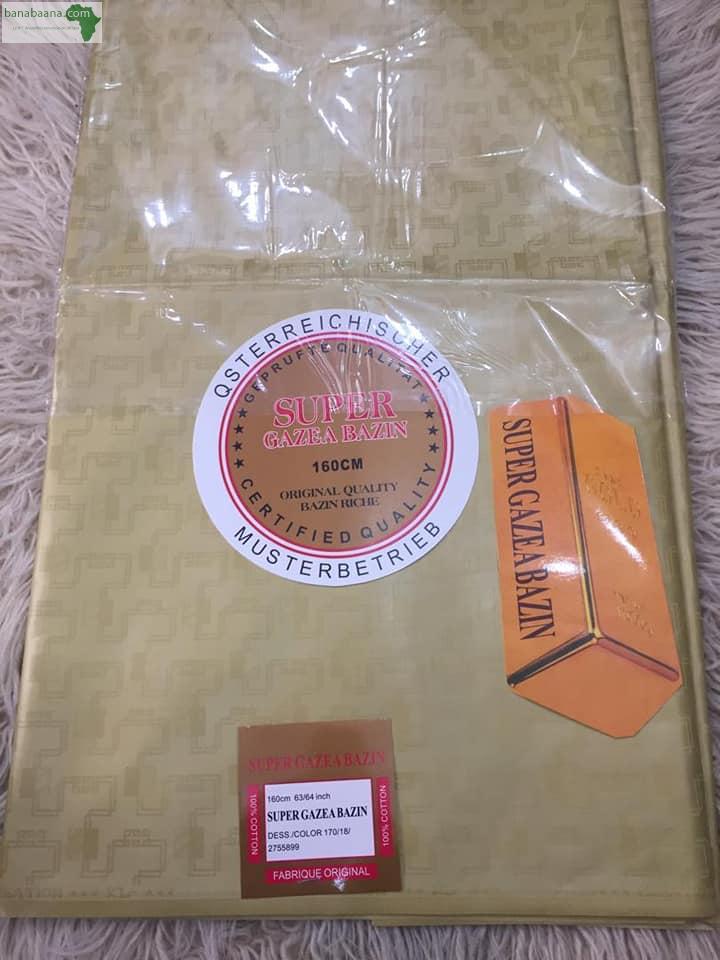 banabaana.com
QSTERREICHISCHER
GEPRUFTE QUALITAT
SUPER
GAZEA BAZIN
160CM
ORIGINAL QUALITY
BAZIN RICHE
CERTIFIED QUALITY
MUSTERBETRIEB
SUPER GAZEA BAZIN
SUPER GAZEA BAZIN
100% COTTON
160cm 63/64 inch
SUPER GAZEA BAZIN
DESS./COLOR 170/18/
2755899
100% COTTON
FABRIQUE ORIGINAL